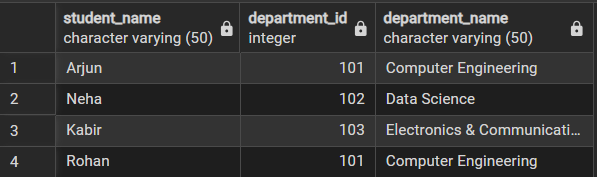 student_name department_id department_name
character varying (50) integer character varying (50)
1 Arjun 101 Computer Engineering
2 Neha 102 Data Science
3 Kabir 103 Electronics & Communicati...
4 Rohan 101 Computer Engineering